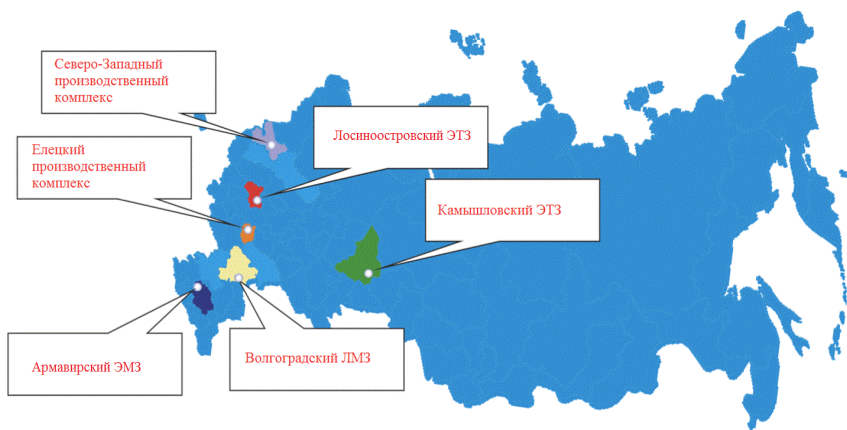 Северо-Западный
производственный
комплекс
Лосиноостровский ЭТЗ
Елецкий
производственный
комплекс
Камышловский ЭТЗ
Армавирский ЭМЗ
Волгоградский ЛМЗ